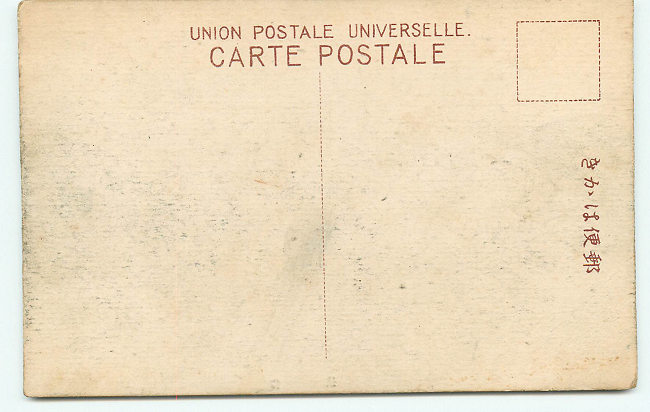 UNION POSTALE UNIVERSELLE.
CARTE POSTALE
郵便はかき